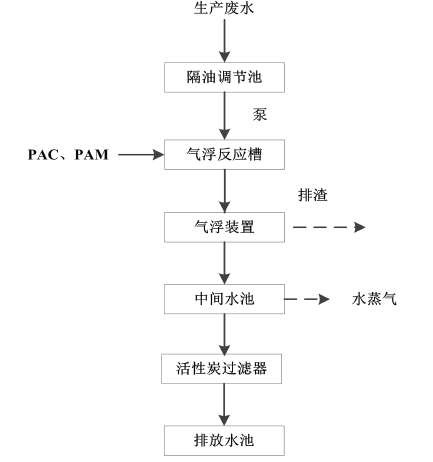 生产废水
隔油调节池
泵
PAC、PAM
气浮反应槽
排渣
气浮装置
中间水池
水蒸气
活性炭过滤器
排放水池